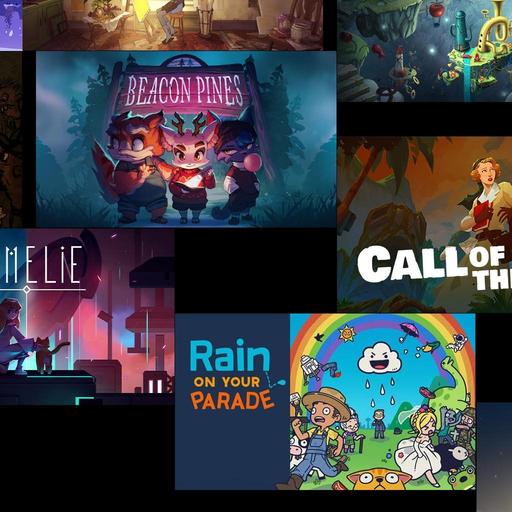 BEACON PINES
MELIE
CALL OF
THE
Rain
ON YOUR
PARADE